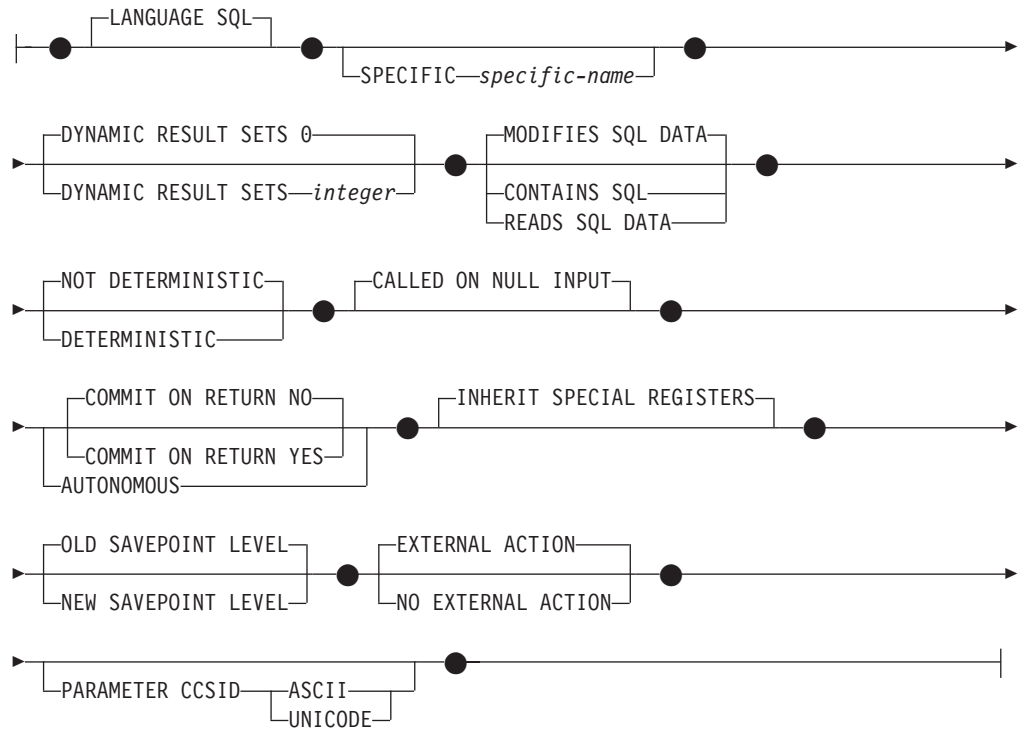 LANGUAGE SQL
SPECIFIC specific-name
DYNAMIC RESULT SETS 0 MODIFIES SQL DATA
DYNAMIC RESULT SETS integer CONTAINS SQL
READS SQL DATA
NOT DETERMINISTIC CALLED ON NULL INPUT
DETERMINISTIC
COMMIT ON RETURN NO INHERIT SPECIAL REGISTERS
COMMIT ON RETURN YES
AUTONOMOUS
OLD SAVEPOINT LEVEL EXTERNAL ACTION
NEW SAVEPOINT LEVEL NO EXTERNAL ACTION
PARAMETER CCSID ASCII
UNICODE